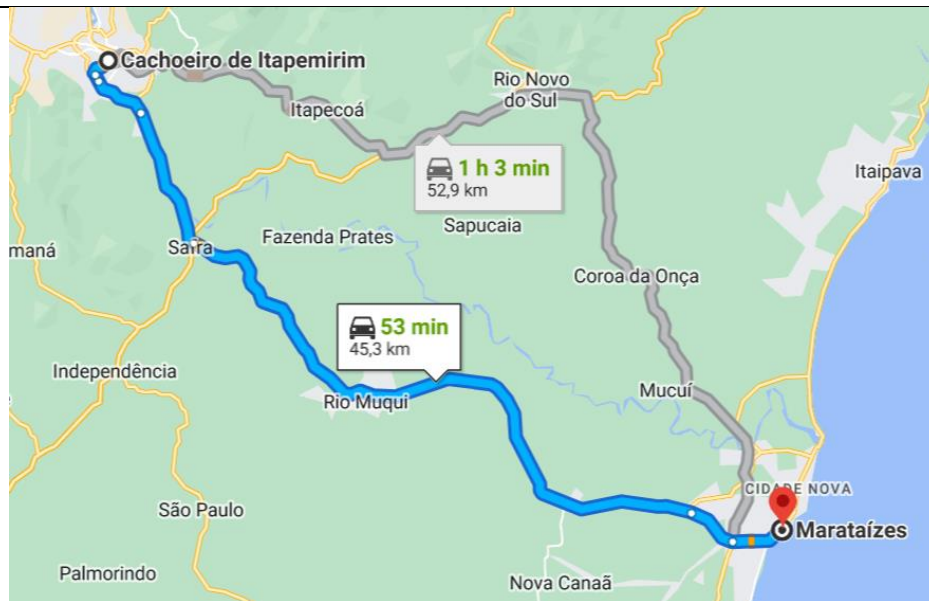 Cachoeiro de Itapemirim
Rio Novo
do Sul
Itapecoá
1 h 3 min
52,9 km
Itaipava
Sapucaia
Fazenda Prates
maná
Safra
Coroa da Onça
53 min
45,3 km
Independência
Rio Muqui
Mucuí
CIDADE NOVA
São Paulo
Marataízes
Palmorindo
Nova Canaã